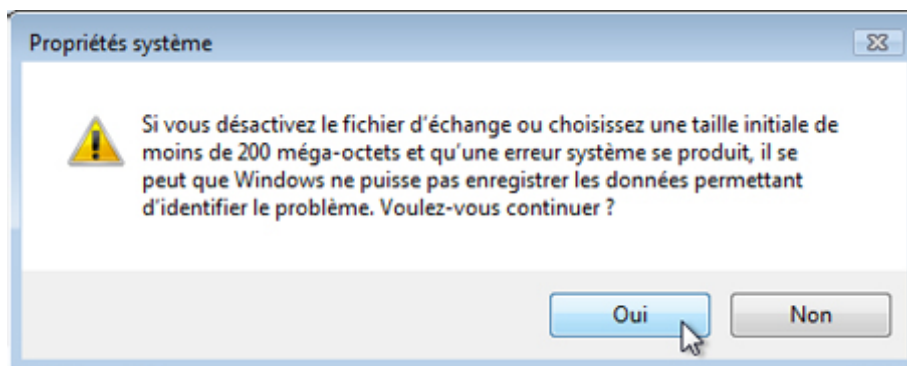 Propriétés système
Si vous désactivez le fichier d'échange ou choisissez une taille initiale de
moins de 200 méga-octets et qu'une erreur système se produit, il se
peut que Windows ne puisse pas enregistrer les données permettant
d'identifier le problème. Voulez-vous continuer ?
Oui
Non